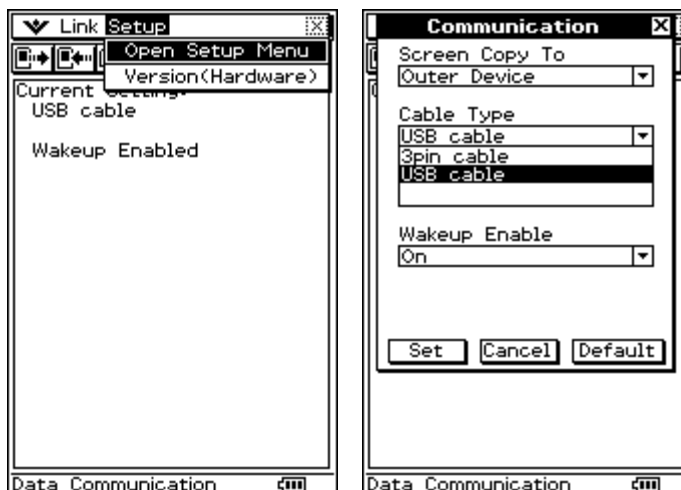 Link Setup
Open Setup Menu
Version(Hardware)
Current
USB cable
Wakeup Enabled
Data Communication
Communication
Screen Copy To
Outer Device
Cable Type
USB cable
3pin cable
USB cable
Wakeup Enable
On
Set Cancel Default
Data Communication